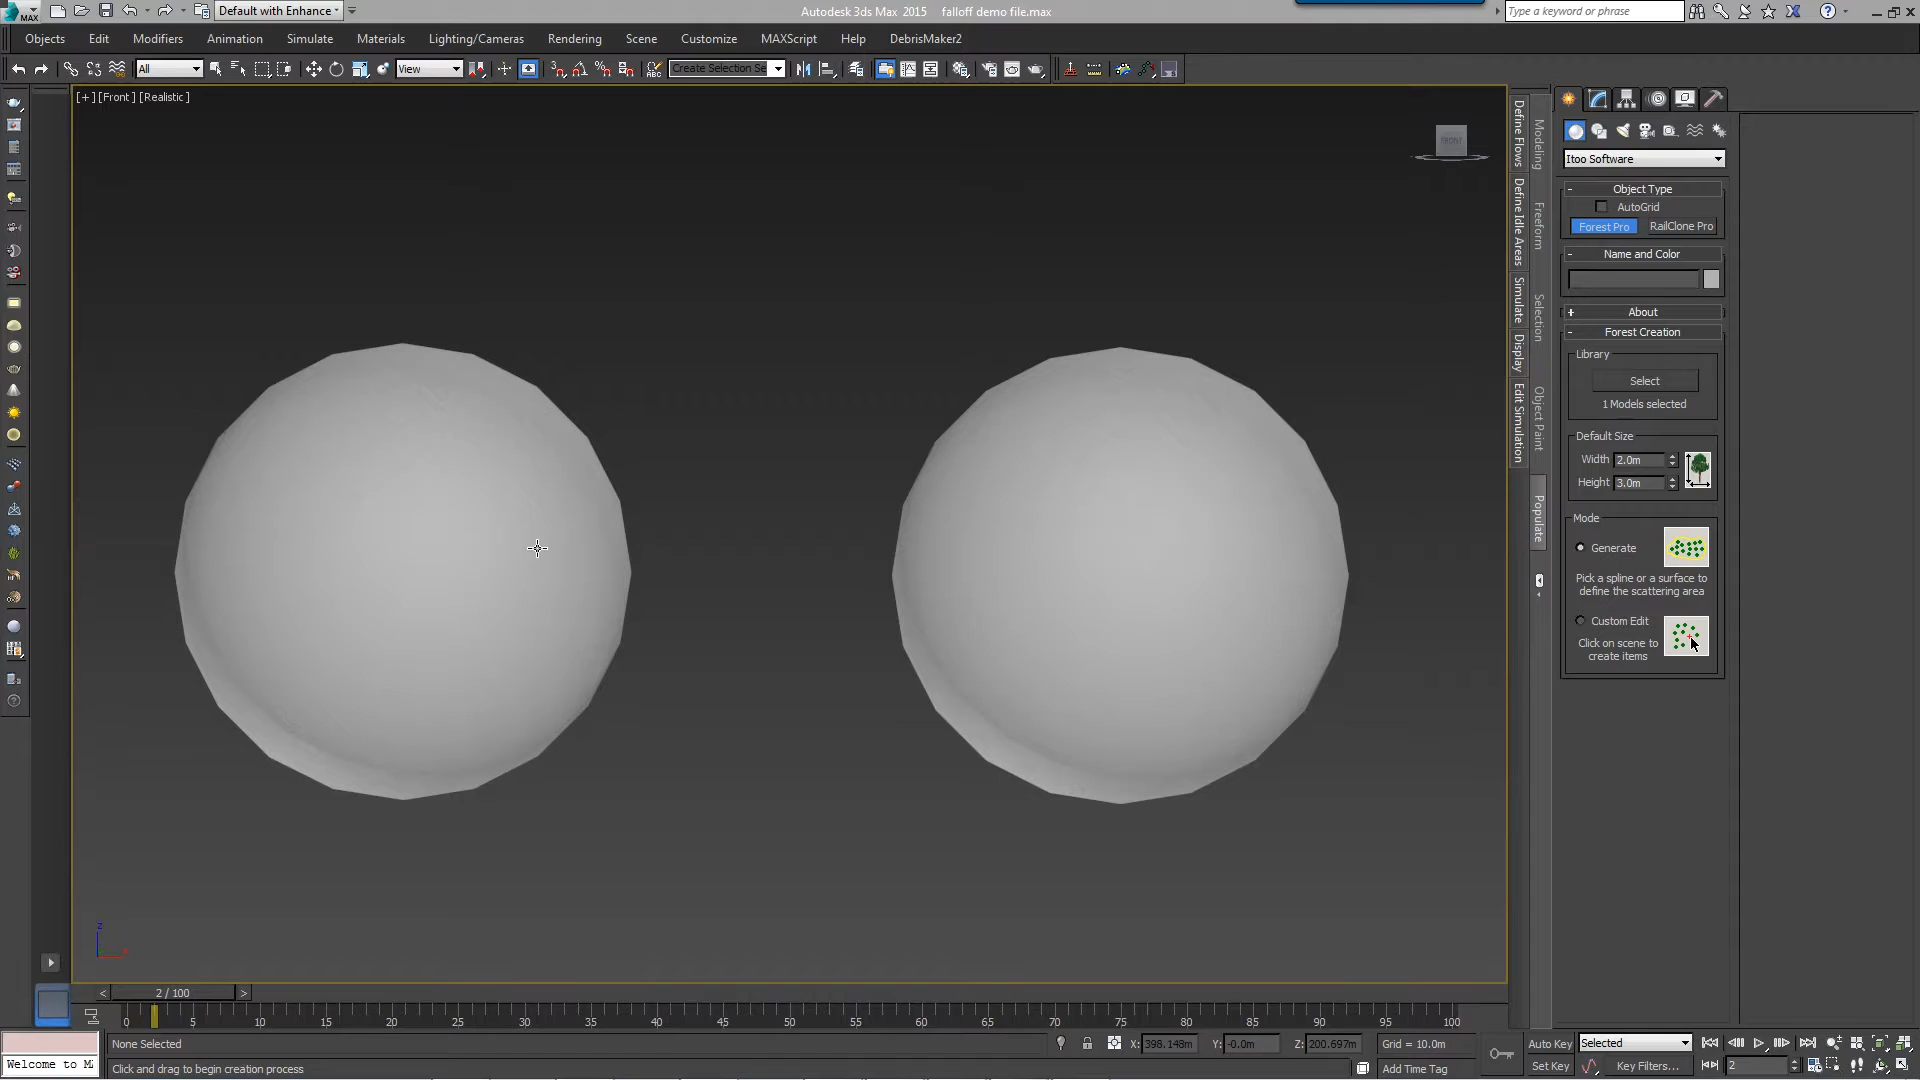 MAX
Default with Enhance
Autodesk 3ds Max 2015 falloff demo file.max
Type a keyword or phrase
Objects Edit Modifiers Animation Simulate Materials Lighting/Cameras Rendering Scene Customize MAXScript Help DebrisMaker2
All
View
Create Selection Se
[+] [Front] [Realistic]
FRONT
Define Flows
Define Idle Areas
Simulate
Display
Edit Simulation
Modeling
Freeform
Selection
Object Paint
Populate
Itoo Software
- Object Type
AutoGrid
Forest Pro RailClone Pro
- Name and Color
+ About
- Forest Creation
Library
Select
1 Models selected
Default Size
Width 2.0m
Height 3.0m
Mode
Generate
Pick a spline or a surface to
define the scattering area
Custom Edit
Click on scene to
create items
z
x
< 2 / 100 >
0 5 10 15 20 25 30 35 40 45 50 55 60 65 70 75 80 85 90 95 100
None Selected
X: 398.148m Y: -0.0m Z: 200.697m Grid = 10.0m
Auto Key Selected
Welcome to M
Click and drag to begin creation process
Add Time Tag
Set Key Key Filters...
2